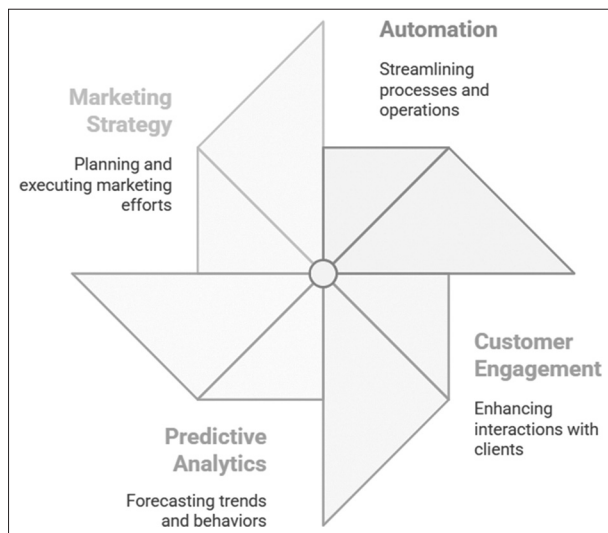 Automation
Streamlining
processes and
operations
Marketing
Strategy
Planning and
executing marketing
efforts
Customer
Engagement
Enhancing
interactions with
clients
Predictive
Analytics
Forecasting trends
and behaviors